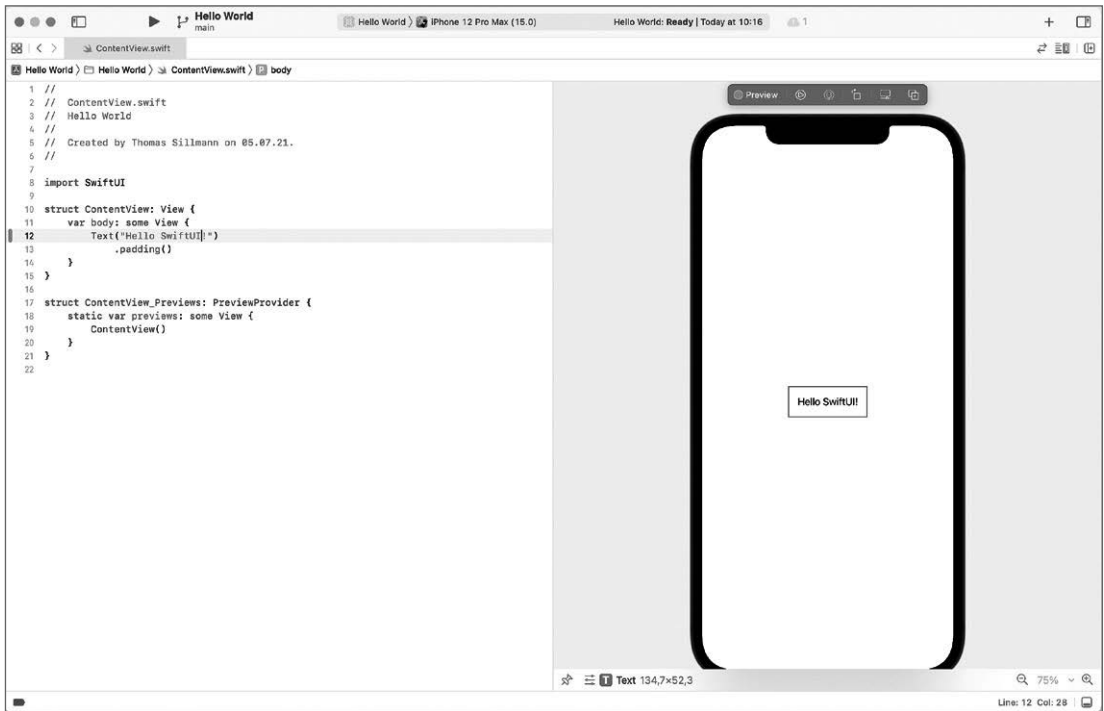 Hello World
main
Hello World 〉 iPhone 12 Pro Max (15.0)
Hello World: Ready | Today at 10:16
1
ContentView.swift
Hello World 〉 Hello World 〉 ContentView.swift 〉 P body
1 //
2 //  ContentView.swift
3 //  Hello World
4 //
5 //  Created by Thomas Sillmann on 05.07.21.
6 //
7
8 import SwiftUI
9
10 struct ContentView: View {
11     var body: some View {
12         Text("Hello SwiftUI!")
13             .padding()
14     }
15 }
16
17 struct ContentView_Previews: PreviewProvider {
18     static var previews: some View {
19         ContentView()
20     }
21 }
22
Preview
Hello SwiftUI!
T Text 134,7×52,3
75%
Line: 12 Col: 28